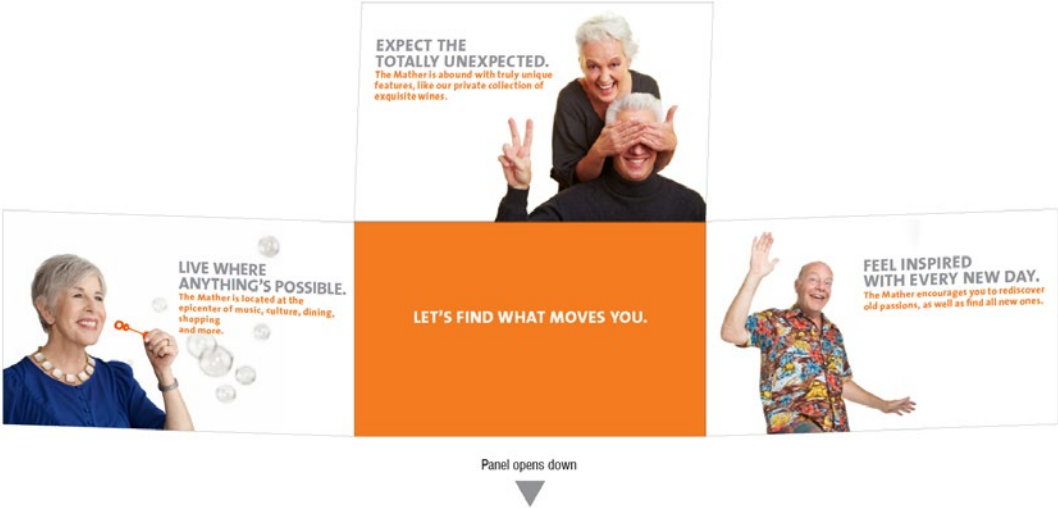 EXPECT THE
TOTALLY UNEXPECTED.
The Mather is abound with truly unique
features, like our private collection of
exquisite wines.
LIVE WHERE
ANYTHING'S POSSIBLE.
The Mather is located at the
epicenter of music, culture, dining,
shopping
and more.
LET'S FIND WHAT MOVES YOU.
FEEL INSPIRED
WITH EVERY NEW DAY.
The Mather encourages you to rediscover
old passions, as well as find all new ones.
Panel opens down